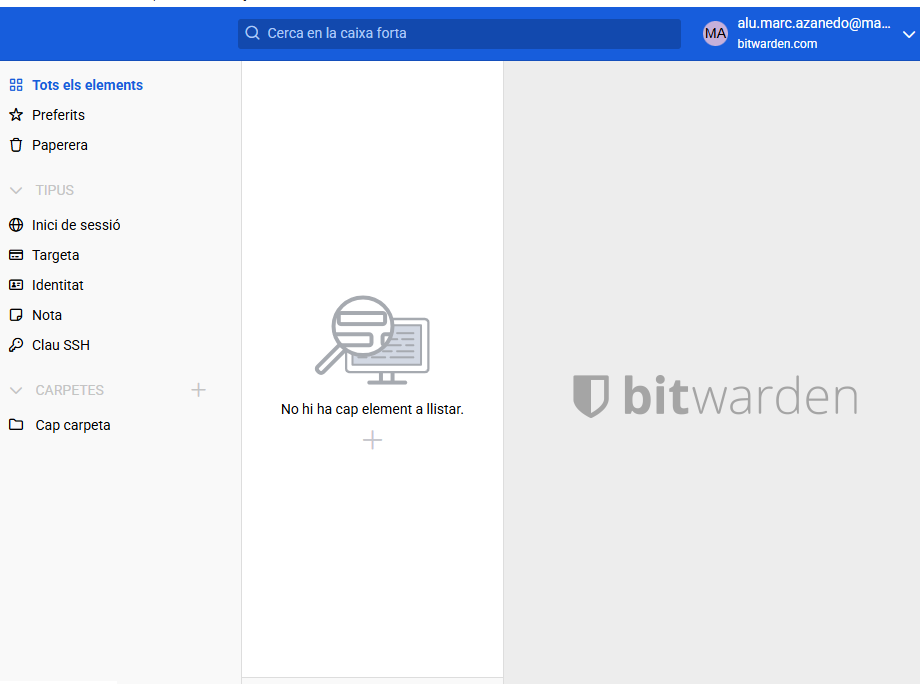 Cerca en la caixa forta
MA
alu.marc.azanedo@ma...
bitwarden.com
Tots els elements
Preferits
Paperera
TIPUS
Inici de sessió
Targeta
Identitat
Nota
Clau SSH
CARPETES
Cap carpeta
No hi ha cap element a llistar.
bitwarden